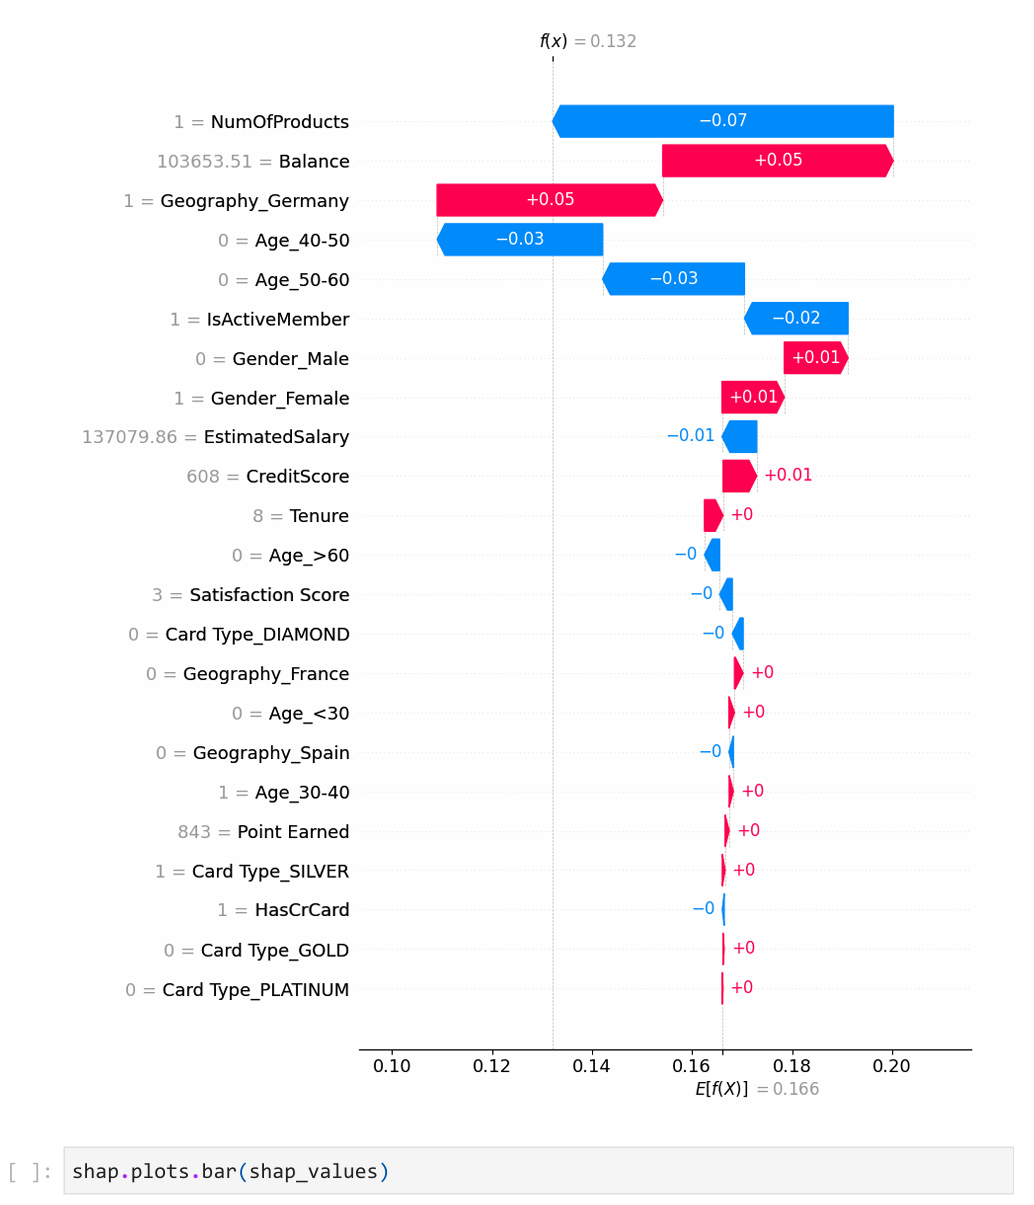 f(x) = 0.132
1 = NumOfProducts −0.07
103653.51 = Balance +0.05
1 = Geography_Germany +0.05
0 = Age_40-50 −0.03
0 = Age_50-60 −0.03
1 = IsActiveMember −0.02
0 = Gender_Male +0.01
1 = Gender_Female +0.01
137079.86 = EstimatedSalary −0.01
608 = CreditScore +0.01
8 = Tenure +0
0 = Age_>60 −0
3 = Satisfaction Score −0
0 = Card Type_DIAMOND −0
0 = Geography_France +0
0 = Age_<30 +0
0 = Geography_Spain −0
1 = Age_30-40 +0
843 = Point Earned +0
1 = Card Type_SILVER +0
1 = HasCrCard −0
0 = Card Type_GOLD +0
0 = Card Type_PLATINUM +0
0.10 0.12 0.14 0.16 0.18 0.20
E[f(X)] = 0.166
[ ]: shap.plots.bar(shap_values)